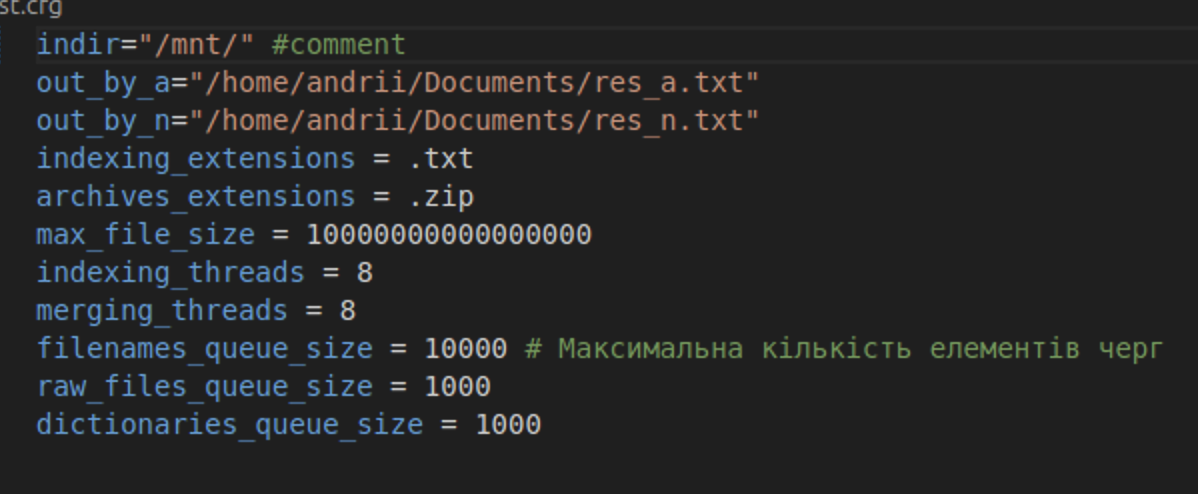 st.cfg
indir="/mnt/" #comment
out_by_a="/home/andrii/Documents/res_a.txt"
out_by_n="/home/andrii/Documents/res_n.txt"
indexing_extensions = .txt
archives_extensions = .zip
max_file_size = 10000000000000000
indexing_threads = 8
merging_threads = 8
filenames_queue_size = 10000 # Максимальна кількість елементів черг
raw_files_queue_size = 1000
dictionaries_queue_size = 1000